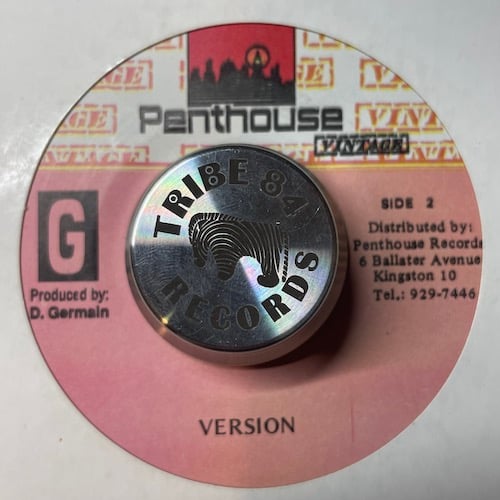 Penthouse
VINTAGE
TRIBE 84
RECORDS
G
Produced by:
D. Germain
SIDE 2
Distributed by:
Penthouse Records
6 Ballater Avenue
Kingston 10
Tel.: 929-7446
VERSION